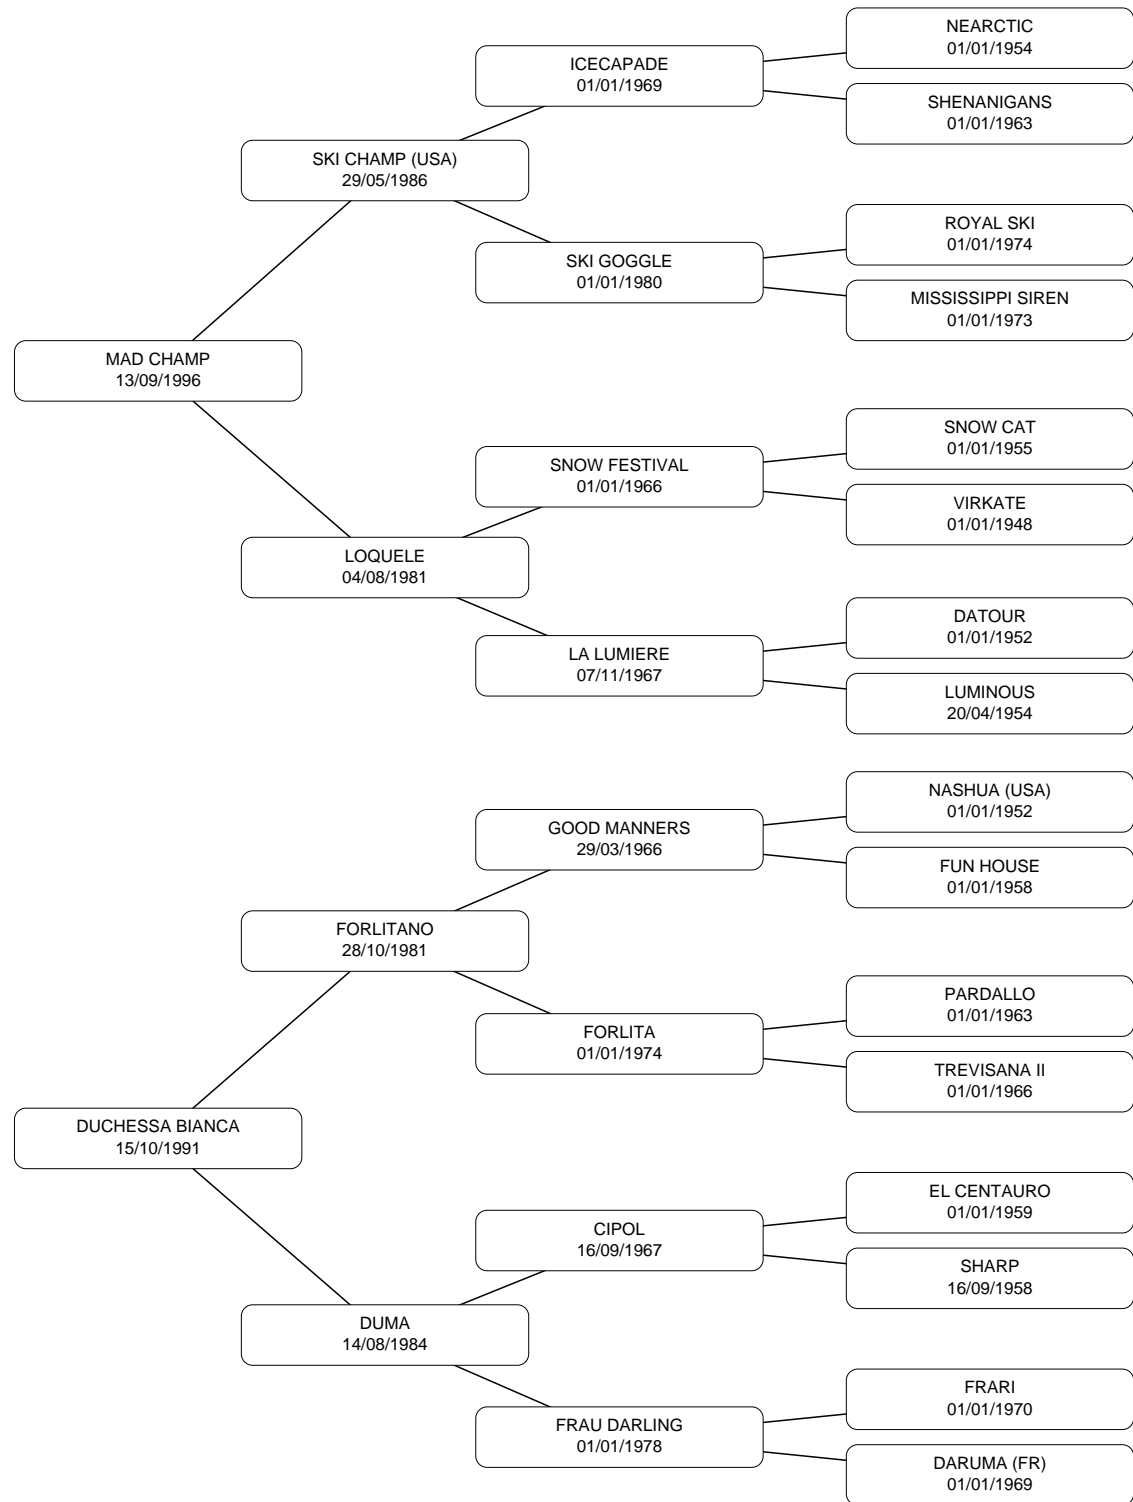 NEARCTIC
01/01/1954
ICECAPADE
01/01/1969
SHENANIGANS
01/01/1963
SKI CHAMP (USA)
29/05/1986
ROYAL SKI
01/01/1974
SKI GOGGLE
01/01/1980
MISSISSIPPI SIREN
01/01/1973
MAD CHAMP
13/09/1996
SNOW CAT
01/01/1955
SNOW FESTIVAL
01/01/1966
VIRKATE
01/01/1948
LOQUELE
04/08/1981
DATOUR
01/01/1952
LA LUMIERE
07/11/1967
LUMINOUS
20/04/1954
NASHUA (USA)
01/01/1952
GOOD MANNERS
29/03/1966
FUN HOUSE
01/01/1958
FORLITANO
28/10/1981
PARDALLO
01/01/1963
FORLITA
01/01/1974
TREVISANA II
01/01/1966
DUCHESSA BIANCA
15/10/1991
EL CENTAURO
01/01/1959
CIPOL
16/09/1967
SHARP
16/09/1958
DUMA
14/08/1984
FRARI
01/01/1970
FRAU DARLING
01/01/1978
DARUMA (FR)
01/01/1969